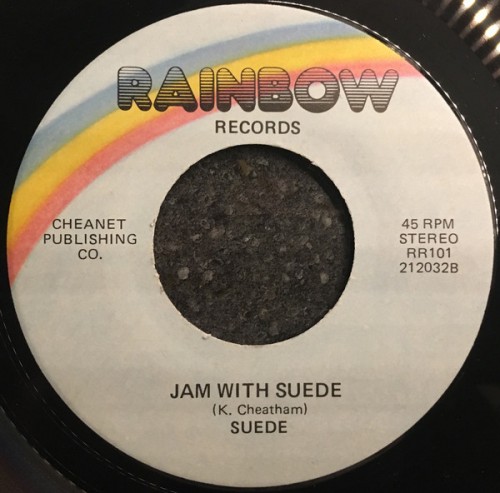 RAINBOW
RECORDS
CHEANET
PUBLISHING
CO.
45 RPM
STEREO
RR101
212032B
JAM WITH SUEDE
(K. Cheatham)
SUEDE